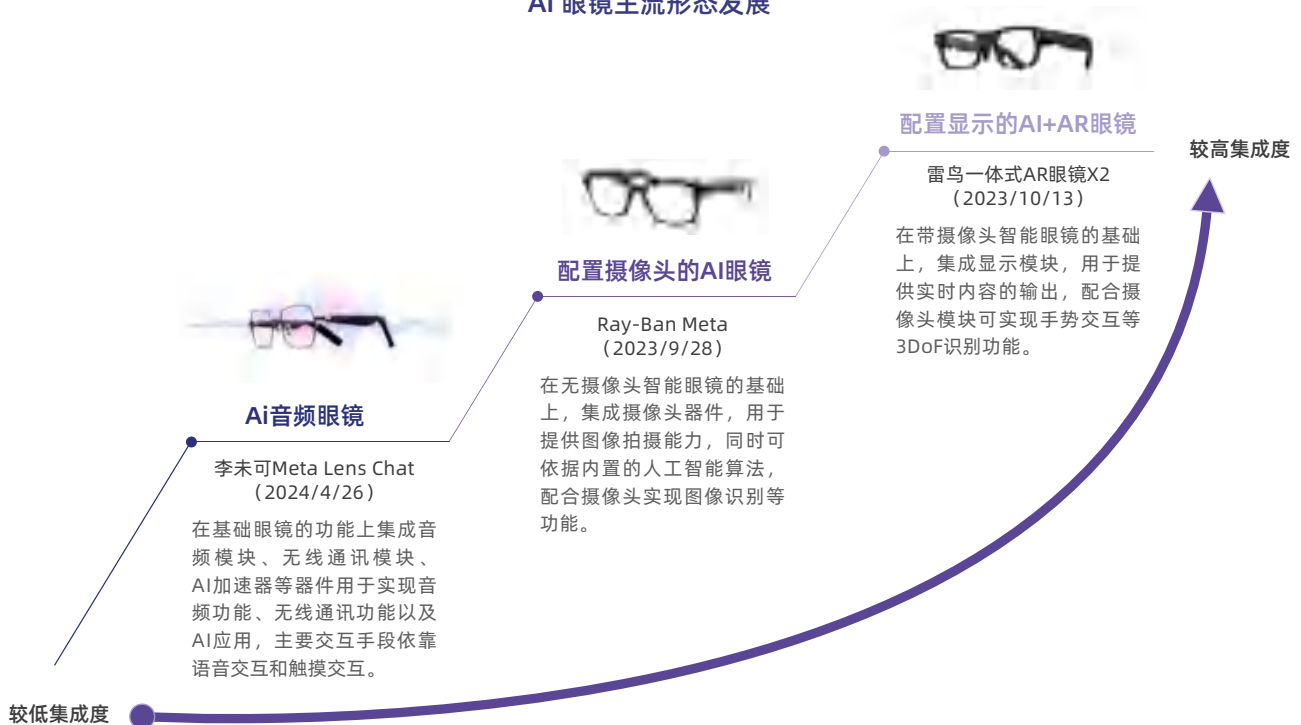 AI 眼镜主流形态发展
配置显示的AI+AR眼镜
较高集成度
雷鸟一体式AR眼镜X2
（2023/10/13）
在带摄像头智能眼镜的基础
上，集成显示模块，用于提
供实时内容的输出，配合摄
像头模块可实现手势交互等
3DoF识别功能。
配置摄像头的AI眼镜
Ray-Ban Meta
（2023/9/28）
在无摄像头智能眼镜的基础
上，集成摄像头器件，用于
提供图像拍摄能力，同时可
依据内置的人工智能算法，
配合摄像头实现图像识别等
功能。
Ai音频眼镜
李未可Meta Lens Chat
（2024/4/26）
在基础眼镜的功能上集成音
频模块、无线通讯模块、
AI加速器等器件用于实现音
频功能、无线通讯功能以及
AI应用，主要交互手段依靠
语音交互和触摸交互。
较低集成度